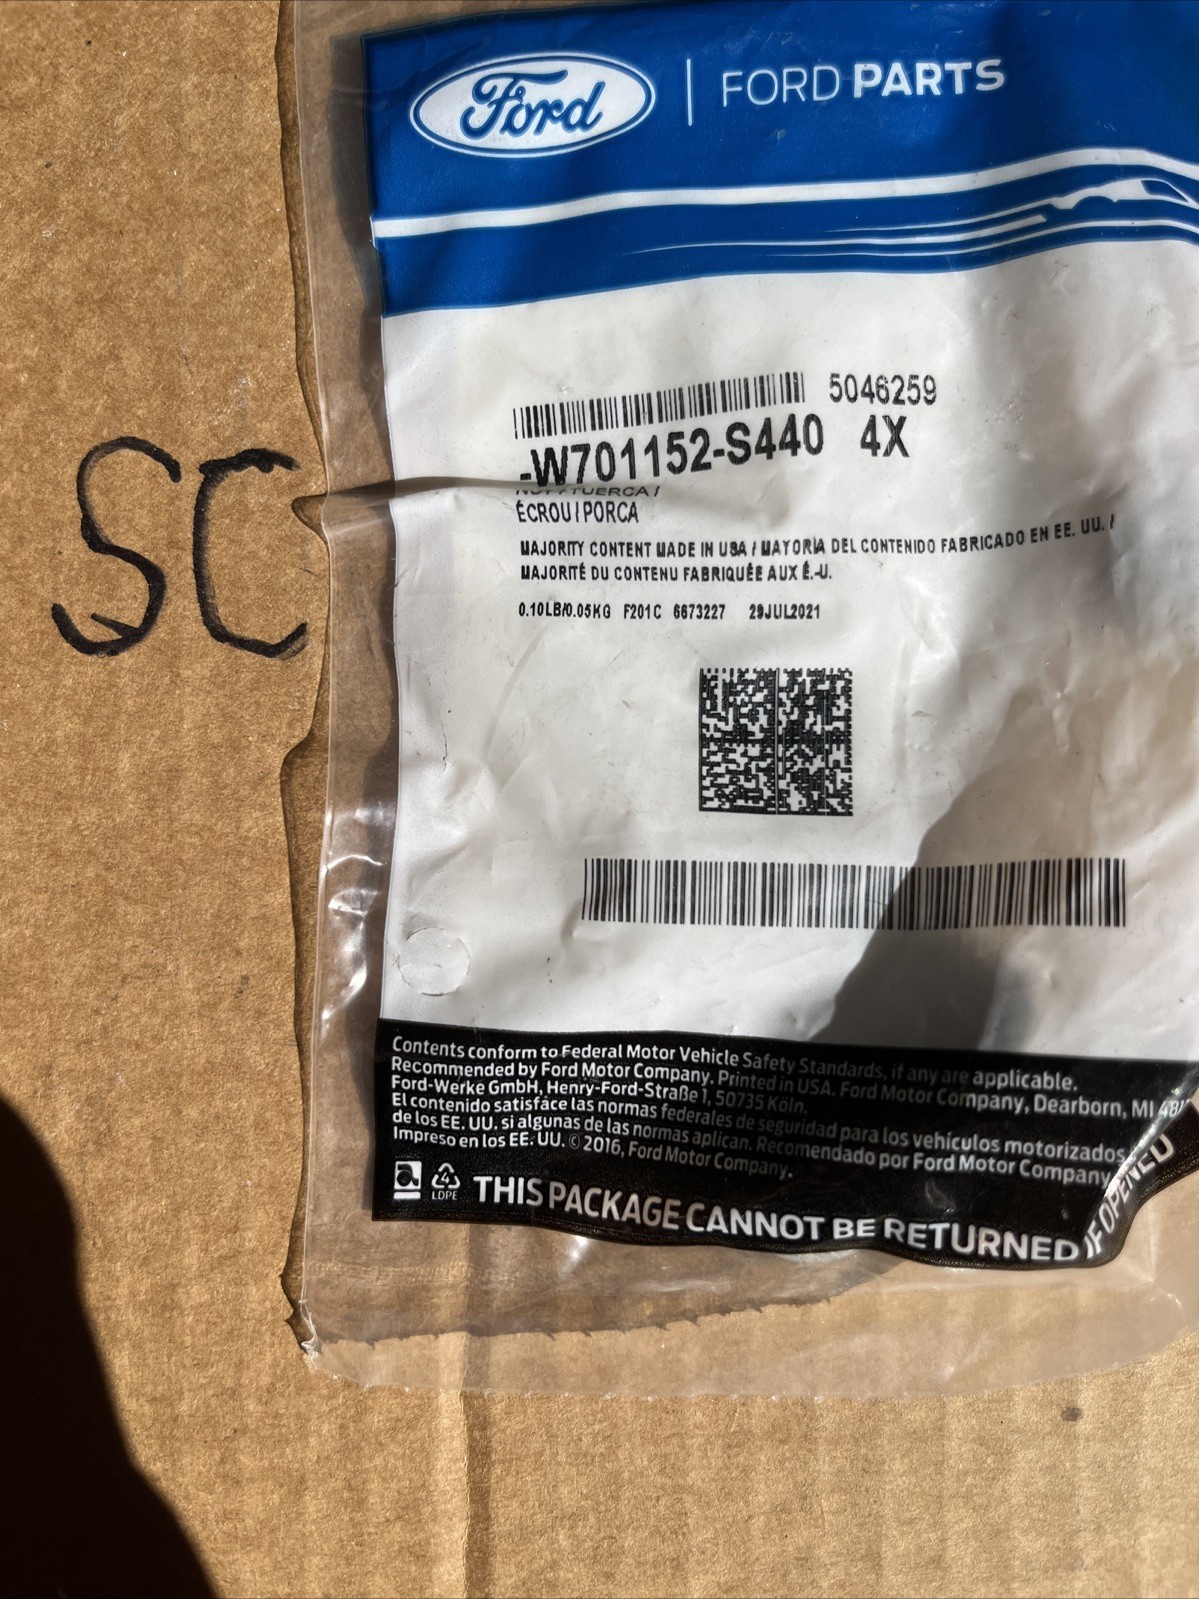 Ford | FORD PARTS
5046259
-W701152-S440 4X
NUT / TUERCA /
ÉCROU / PORCA
MAJORITY CONTENT MADE IN USA / MAYORÍA DEL CONTENIDO FABRICADO EN EE. UU. /
MAJORITÉ DU CONTENU FABRIQUÉE AUX É.-U.
0.10LB/0.05KG F201C 6673227 29JUL2021
SC
Contents conform to Federal Motor Vehicle Safety Standards, if any are applicable.
Recommended by Ford Motor Company. Printed in USA. Ford Motor Company, Dearborn, MI
Ford-Werke GmbH, Henry-Ford-Straße 1, 50735 Köln.
El contenido satisface las normas federales de seguridad para los vehículos motorizados
de los EE. UU. si algunas de las normas aplican. Recomendado por Ford Motor Company
Impreso en los EE. UU. © 2016, Ford Motor Company.
4
LDPE
THIS PACKAGE CANNOT BE RETURNED IF OPENED